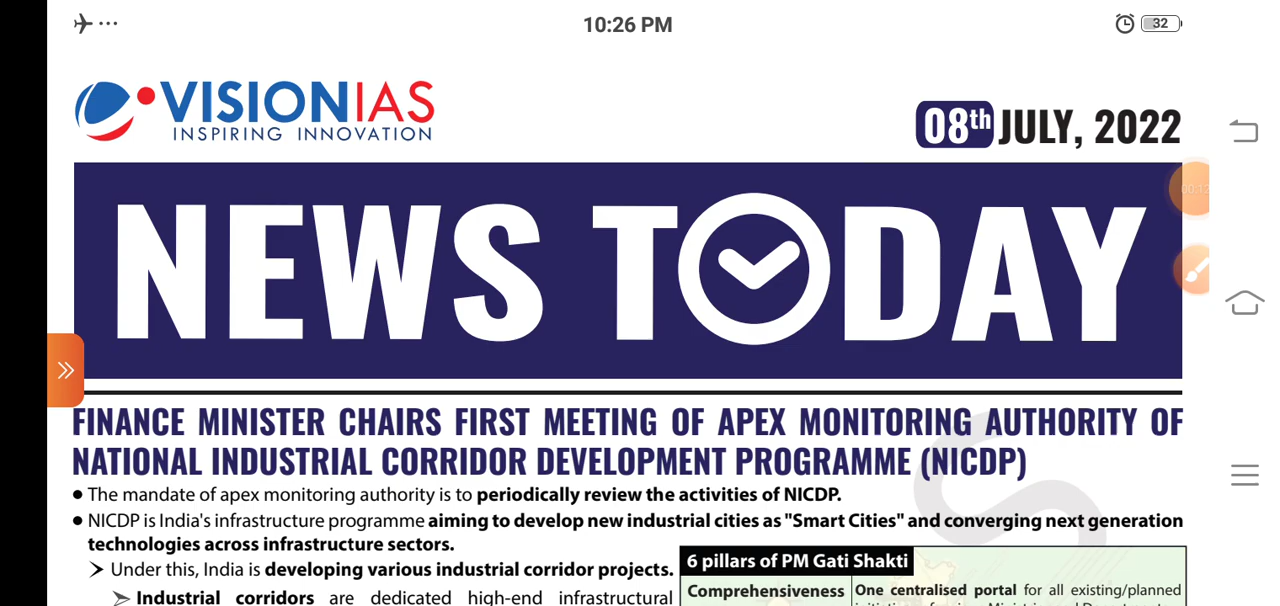 10:26 PM
32
VISIONIAS
INSPIRING INNOVATION
08th JULY, 2022
00:12
NEWS TODAY
FINANCE MINISTER CHAIRS FIRST MEETING OF APEX MONITORING AUTHORITY OF
NATIONAL INDUSTRIAL CORRIDOR DEVELOPMENT PROGRAMME (NICDP)
● The mandate of apex monitoring authority is to periodically review the activities of NICDP.
● NICDP is India's infrastructure programme aiming to develop new industrial cities as "Smart Cities" and converging next generation
technologies across infrastructure sectors.
➢ Under this, India is developing various industrial corridor projects.
➢ Industrial corridors are dedicated high-end infrastructural
6 pillars of PM Gati Shakti
Comprehensiveness One centralised portal for all existing/planned